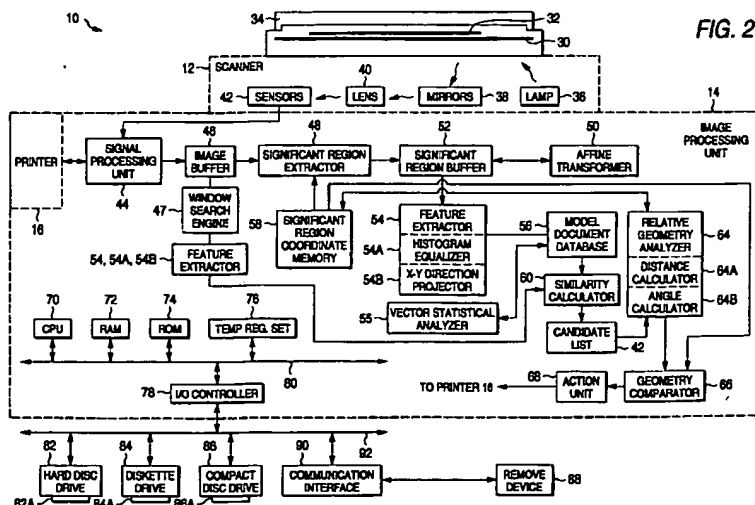 10
34
32
30
FIG. 2
12
SCANNER
40
42
SENSORS
LENS
MIRRORS
38
LAMP
36
14
IMAGE
PROCESSING
UNIT
PRINTER
16
SIGNAL
PROCESSING
UNIT
44
46
IMAGE
BUFFER
48
SIGNIFICANT REGION
EXTRACTOR
52
SIGNIFICANT
REGION BUFFER
50
AFFINE
TRANSFORMER
47
WINDOW
SEARCH
ENGINE
54, 54A, 54B
FEATURE
EXTRACTOR
58
SIGNIFICANT
REGION
COORDINATE
MEMORY
54
FEATURE
EXTRACTOR
54A
HISTOGRAM
EQUALIZER
54B
X-Y DIRECTION
PROJECTOR
55
VECTOR STATISTICAL
ANALYZER
56
MODEL
DOCUMENT
DATABASE
60
SIMILARITY
CALCULATOR
CANDIDATE
LIST
42
RELATIVE
GEOMETRY
ANALYZER
64
DISTANCE
CALCULATOR
64A
ANGLE
CALCULATOR
64B
70
CPU
72
RAM
74
ROM
76
TEMP REG. SET
80
78
I/O CONTROLLER
TO PRINTER 16
68
ACTION
UNIT
GEOMETRY
COMPARATOR
66
92
82
HARD DISC
DRIVE
82A
84
DISKETTE
DRIVE
84A
86
COMPACT
DISC DRIVE
86A
90
COMMUNICATION
INTERFACE
REMOVE
DEVICE
88